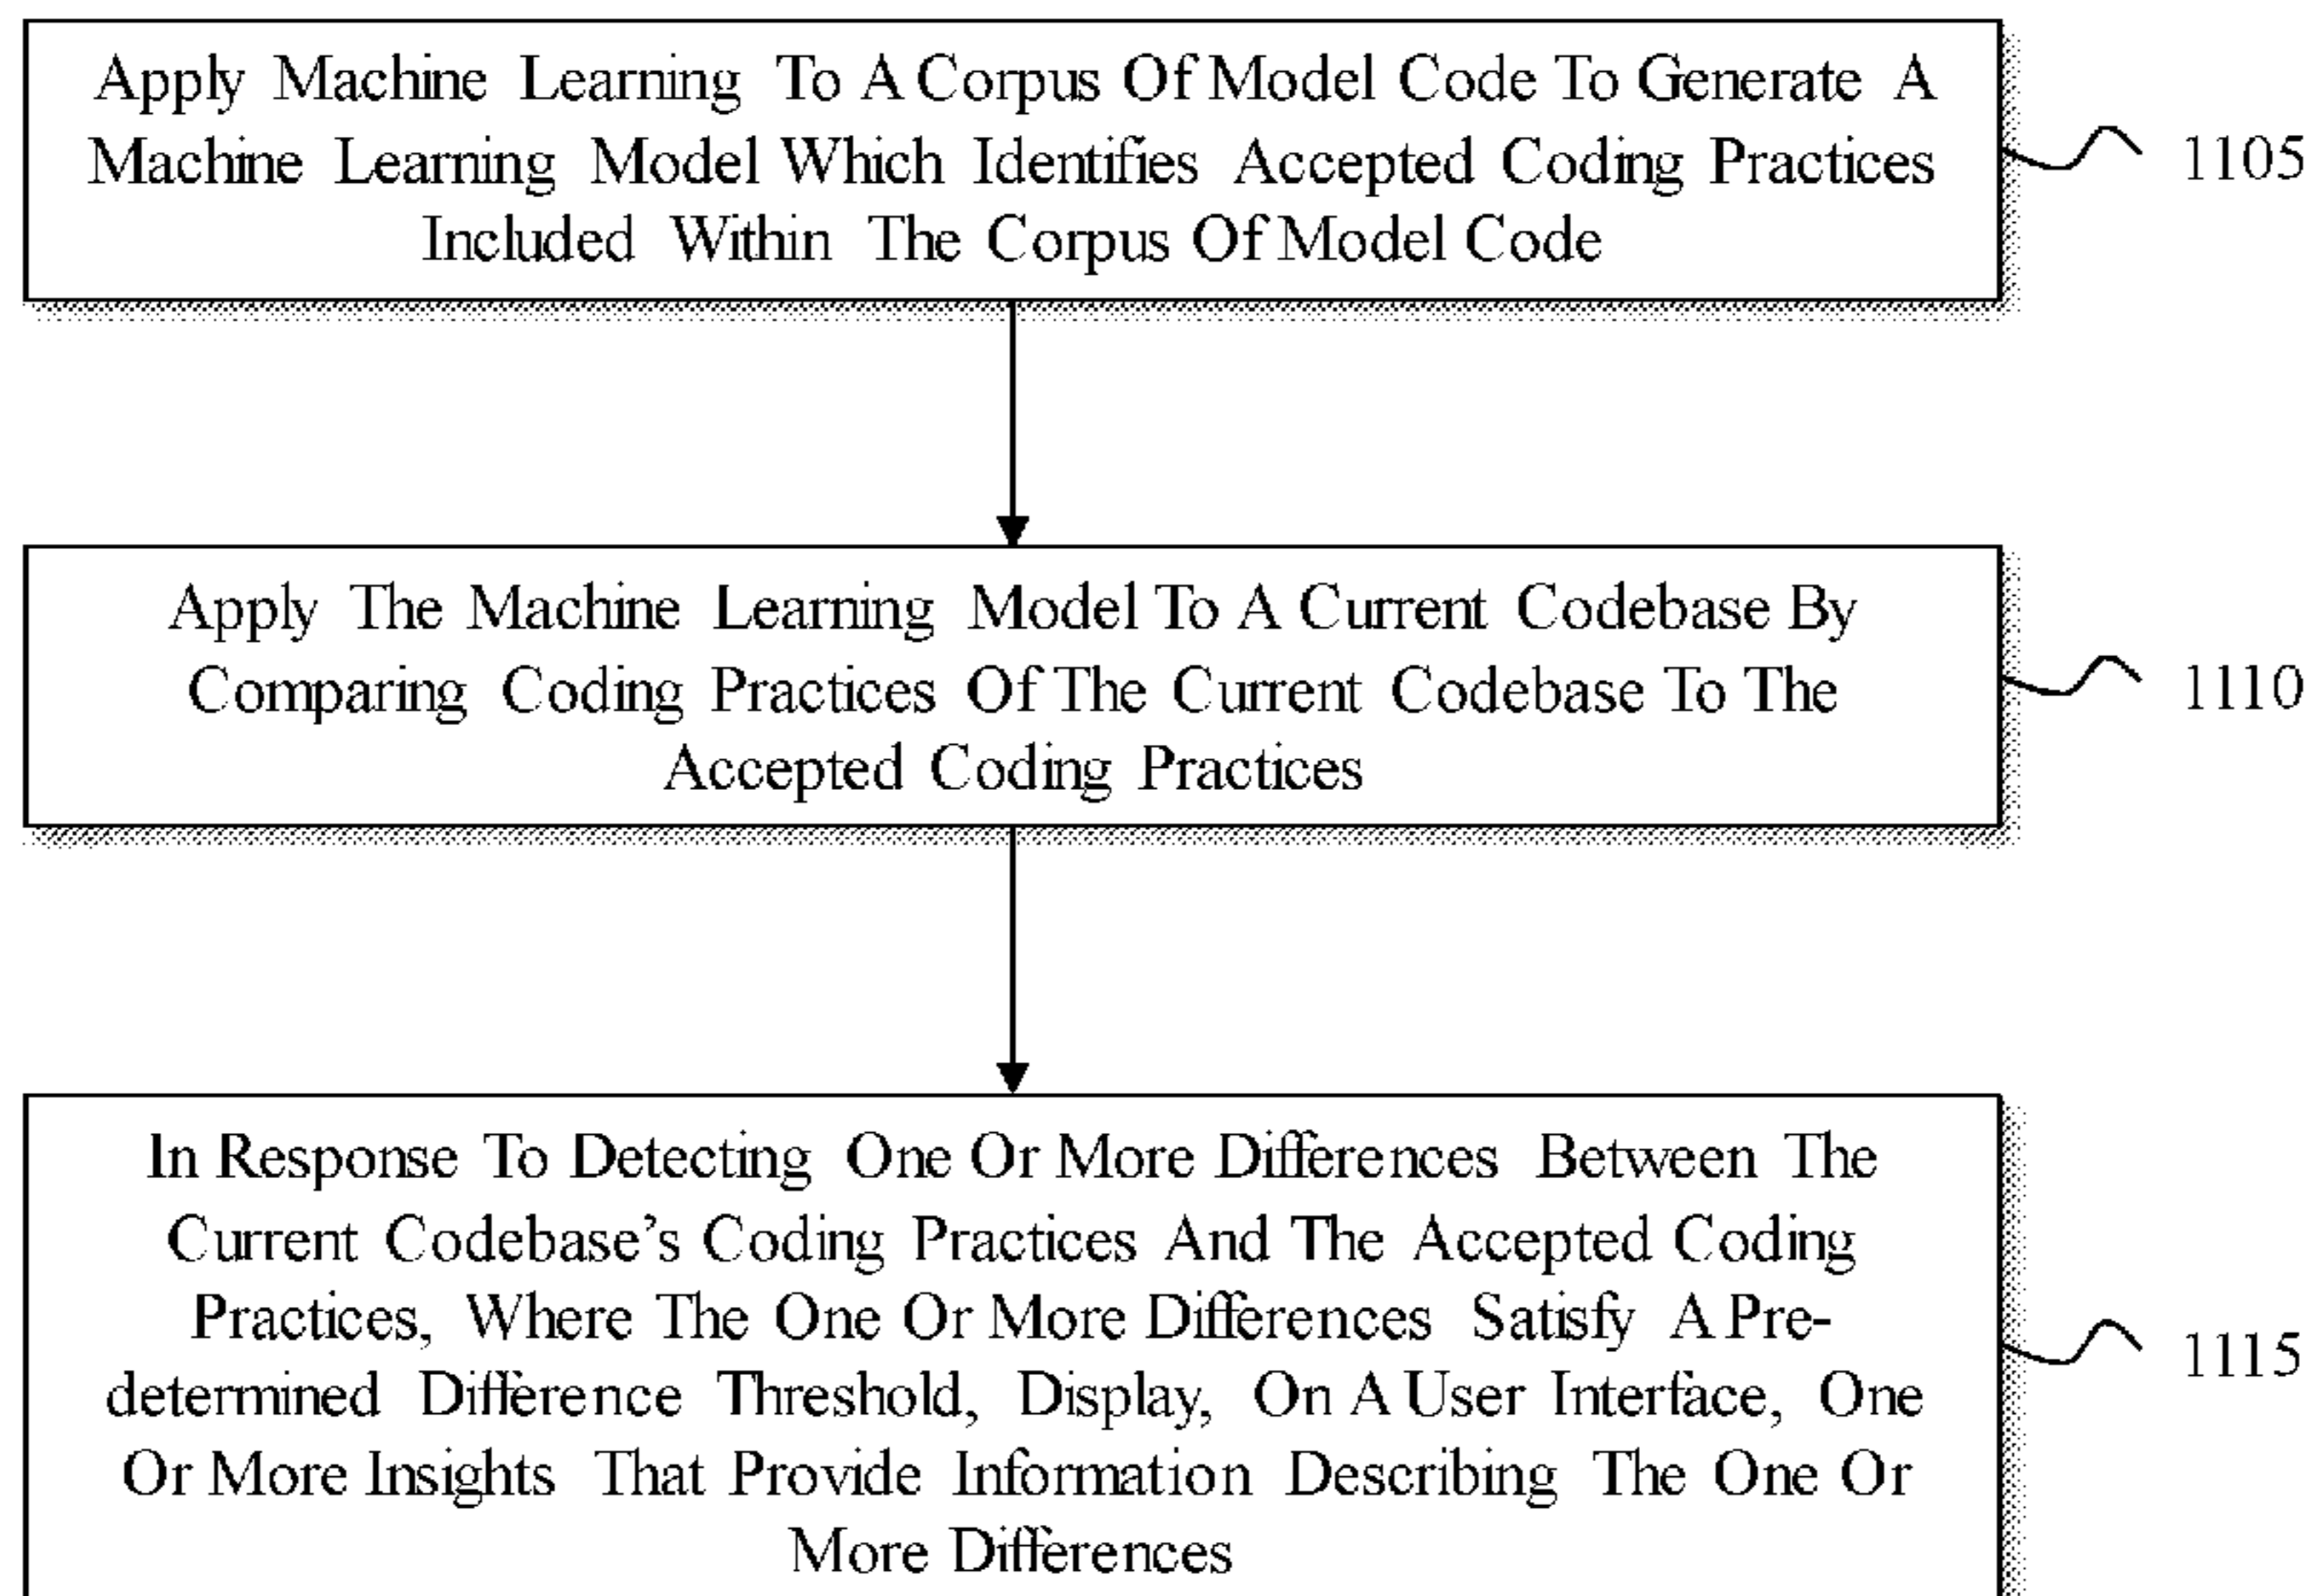 Apply Machine Learning To A Corpus Of Model Code To Generate A
Machine Learning Model Which Identifies Accepted Coding Practices
Included Within The Corpus Of Model Code
1105
Apply The Machine Learning Model To A Current Codebase By
Comparing Coding Practices Of The Current Codebase To The
Accepted Coding Practices
1110
In Response To Detecting One Or More Differences Between The
Current Codebase’s Coding Practices And The Accepted Coding
Practices, Where The One Or More Differences Satisfy A Pre-
determined Difference Threshold, Display, On A User Interface, One
Or More Insights That Provide Information Describing The One Or
More Differences
1115